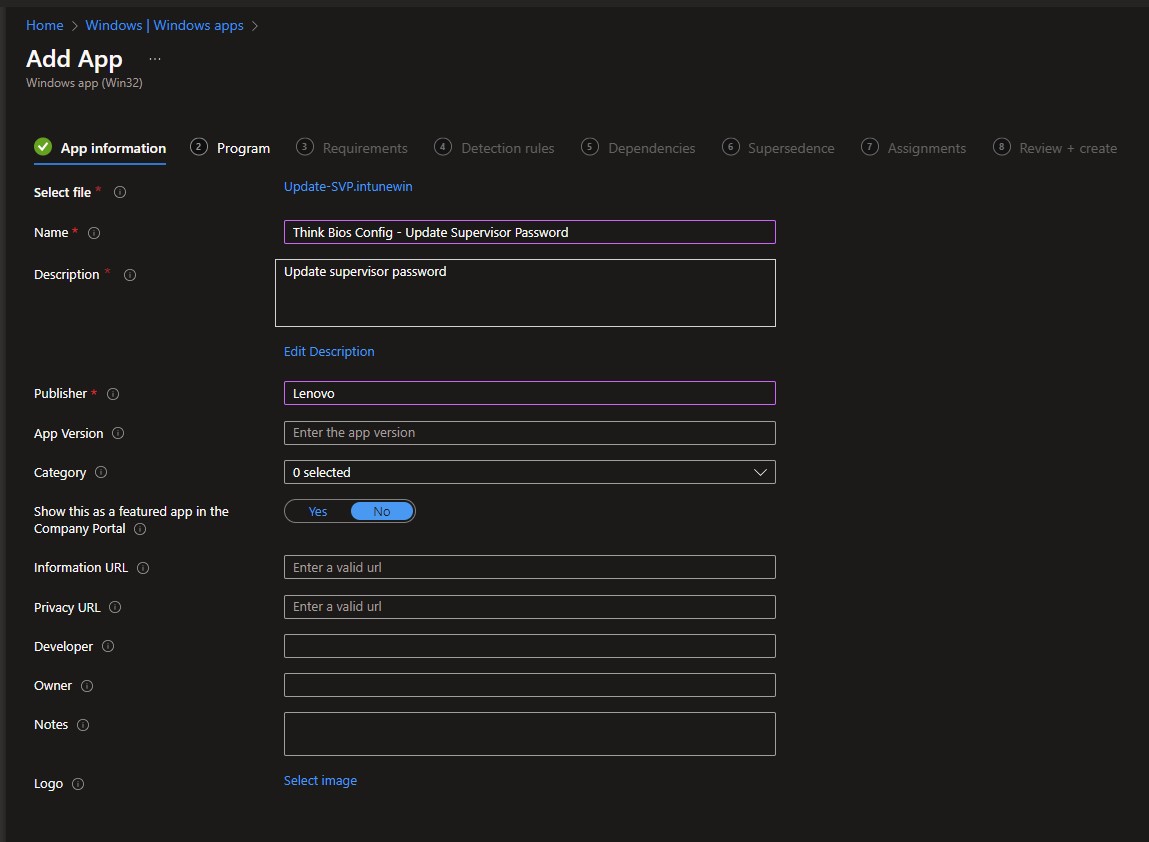 Home > Windows | Windows apps >
Add App ...
Windows app (Win32)
App information 2 Program 3 Requirements 4 Detection rules 5 Dependencies 6 Supersedence 7 Assignments 8 Review + create
Select file * Update-SVP.intunewin
Name * Think Bios Config - Update Supervisor Password
Description * Update supervisor password
Edit Description
Publisher * Lenovo
App Version Enter the app version
Category 0 selected
Show this as a featured app in the Yes No
Company Portal
Information URL Enter a valid url
Privacy URL Enter a valid url
Developer
Owner
Notes
Logo Select image